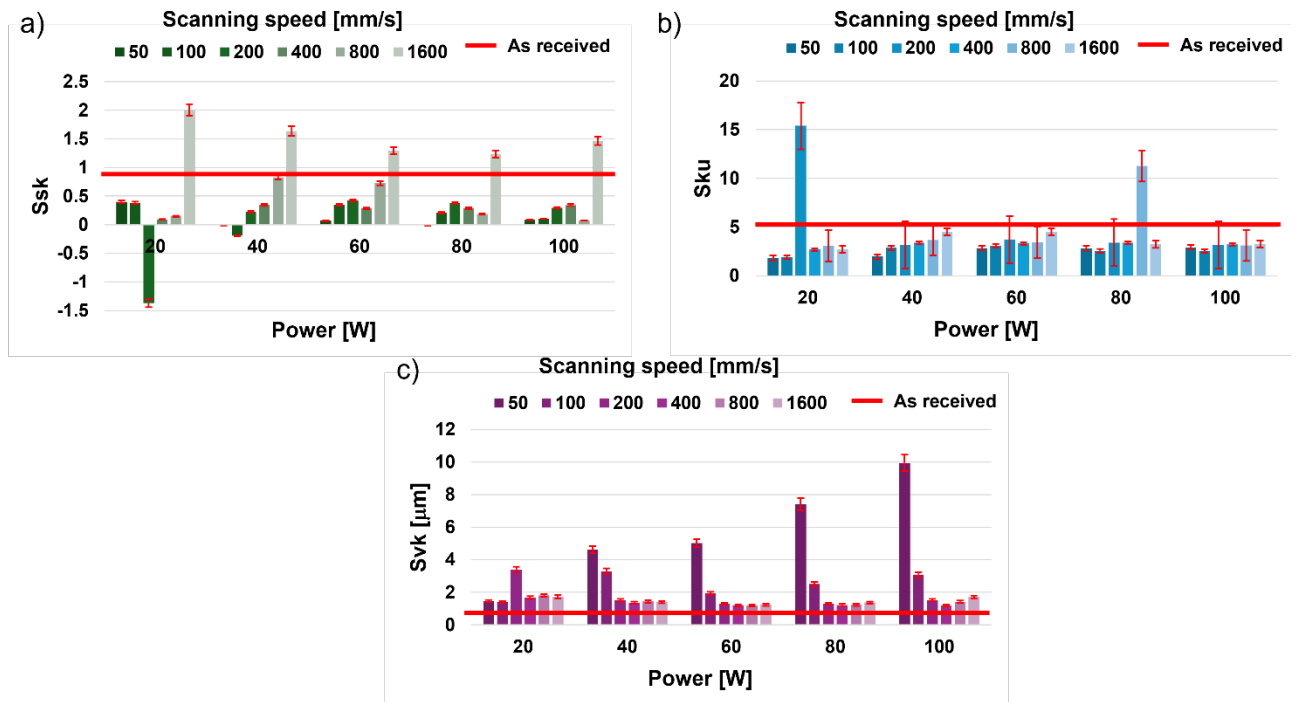 a)
Scanning speed [mm/s]
50 100 200 400 800 1600 As received
2.5
2
1.5
1
0.5
0
-0.5
-1
-1.5
Ssk
20 40 60 80 100
Power [W]
b)
Scanning speed [mm/s]
50 100 200 400 800 1600 As received
20
15
10
5
0
Sku
20 40 60 80 100
Power [W]
c)
Scanning speed [mm/s]
50 100 200 400 800 1600 As received
12
10
8
6
4
2
0
Svk [μm]
20 40 60 80 100
Power [W]